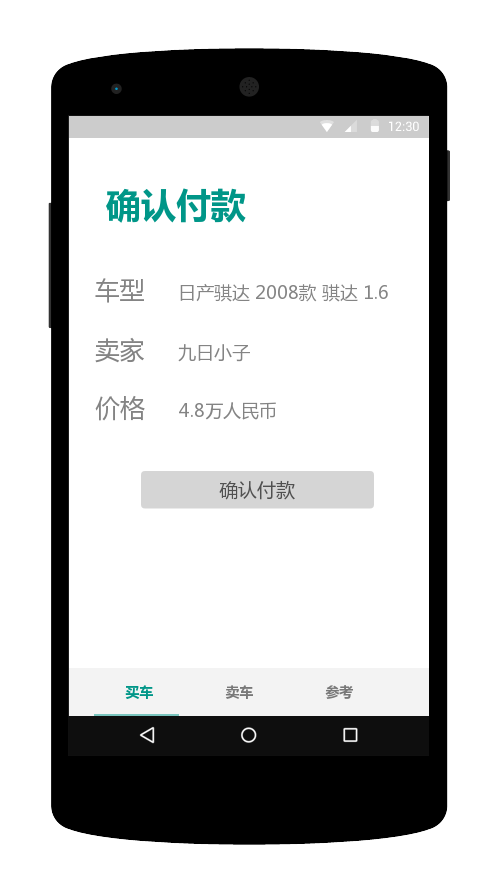 12:30
确认付款
车型 日产骐达 2008款 骐达 1.6
卖家 九日小子
价格 4.8万人民币
确认付款
买车 卖车 参考